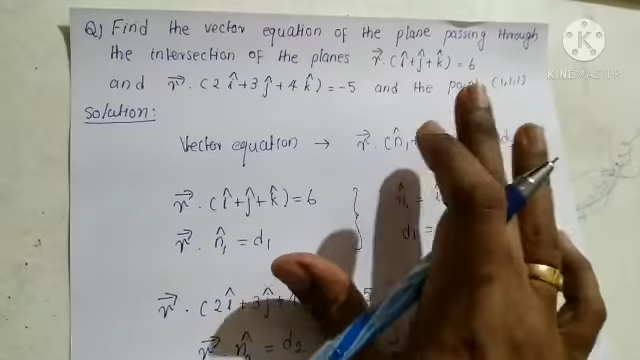 Q) Find the vector equation of the plane passing through
the intersection of the planes r⃗.(î+ĵ+k̂)=6
and r⃗.(2î+3ĵ+4k̂)=-5 and the (1,1,1)
Solution:
Vector equation → r⃗.(n̂₁+
r⃗.(î+ĵ+k̂)=6
r⃗.n̂₁=d₁
n̂₁=
d₁=
r⃗.(2î+3ĵ+4
r⃗.n̂₂=d₂
KINEMASTER